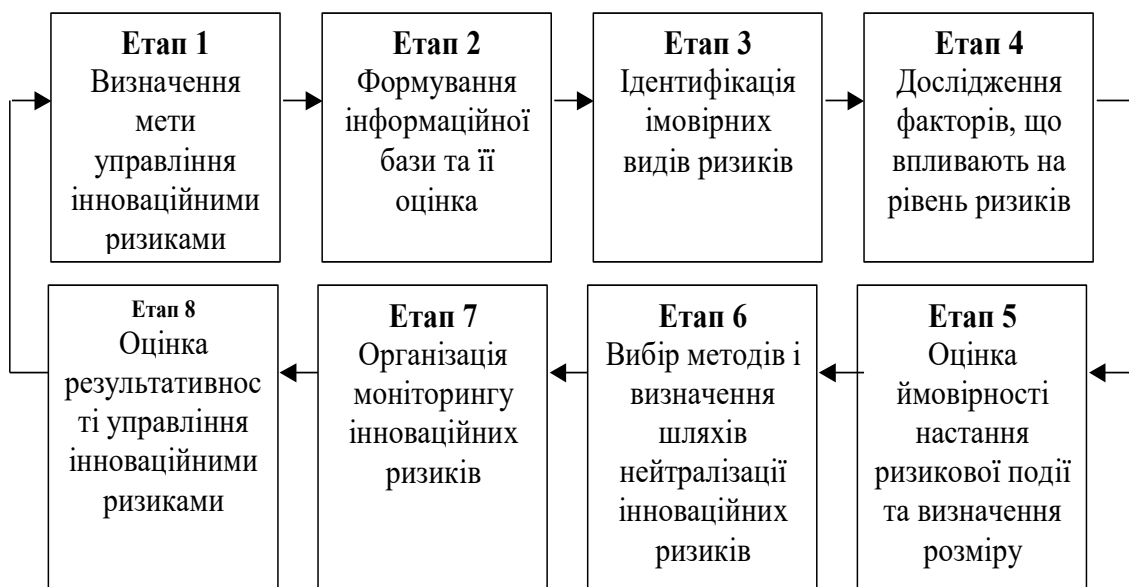 Етап 1
Визначення
мети
управління
інноваційними
ризиками
Етап 2
Формування
інформаційної
бази та її
оцінка
Етап 3
Ідентифікація
імовірних
видів ризиків
Етап 4
Дослідження
факторів, що
впливають на
рівень ризиків
Етап 8
Оцінка
результативнос
ті управління
інноваційними
ризиками
Етап 7
Організація
моніторингу
інноваційних
ризиків
Етап 6
Вибір методів і
визначення
шляхів
нейтралізації
інноваційних
ризиків
Етап 5
Оцінка
ймовірності
настання
ризикової події
та визначення
розміру